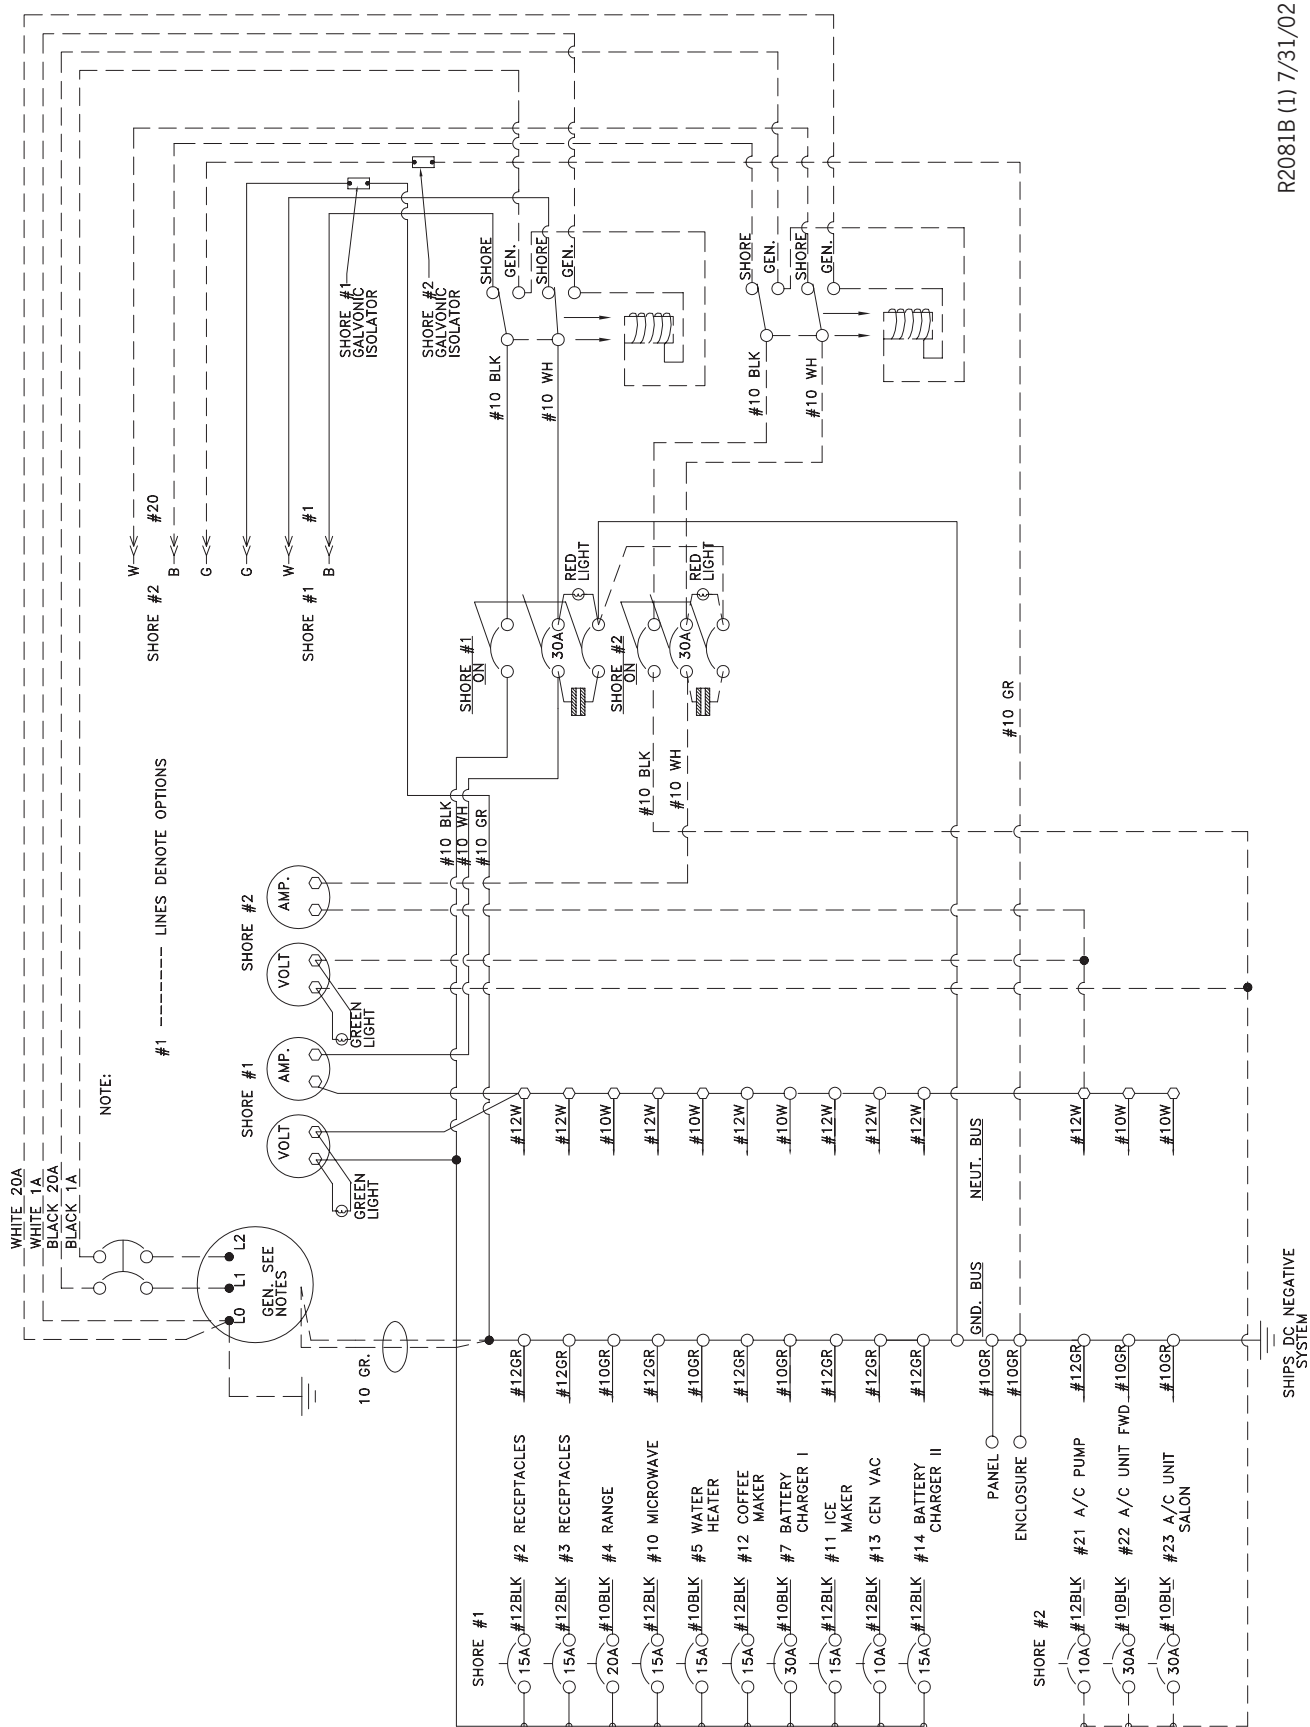 R2081B (1) 7/31/02
WHITE 20A
WHITE 1A
BLACK 20A
BLACK 1A
NOTE:
#1 ------- LINES DENOTE OPTIONS
SHORE #2
W
B
G
#20
SHORE #1
G
W
B
#1
SHORE #1
GALVONIC
ISOLATOR
SHORE #2
GALVONIC
ISOLATOR
SHORE
GEN.
SHORE
GEN.
#10 BLK
#10 WH
SHORE
GEN.
SHORE
GEN.
#10 BLK
#10 WH
L0
L1
L2
GEN. SEE
NOTES
10 GR.
SHORE #1
VOLT
AMP.
GREEN
LIGHT
SHORE #2
VOLT
AMP.
GREEN
LIGHT
SHORE #1
ON
30A
RED
LIGHT
SHORE #2
ON
30A
RED
LIGHT
#10 BLK
#10 WH
#10 GR
#10 BLK
#10 WH
#10 GR
SHORE #1
15A #12BLK #2 RECEPTACLES #12GR #12W
15A #12BLK #3 RECEPTACLES #12GR #12W
20A #10BLK #4 RANGE #10GR #10W
15A #12BLK #10 MICROWAVE #12GR #12W
15A #10BLK #5 WATER
HEATER #10GR #10W
15A #12BLK #12 COFFEE
MAKER #12GR #12W
30A #10BLK #7 BATTERY
CHARGER I #10GR #10W
15A #12BLK #11 ICE
MAKER #12GR #12W
10A #12BLK #13 CEN VAC #12GR #12W
15A #12BLK #14 BATTERY
CHARGER II #12GR #12W
GND. BUS
NEUT. BUS
PANEL #10GR
ENCLOSURE #10GR
SHORE #2
10A #12BLK #21 A/C PUMP #12GR #12W
30A #10BLK #22 A/C UNIT FWD #10GR #10W
30A #10BLK #23 A/C UNIT
SALON #10GR #10W
SHIPS DC NEGATIVE
SYSTEM